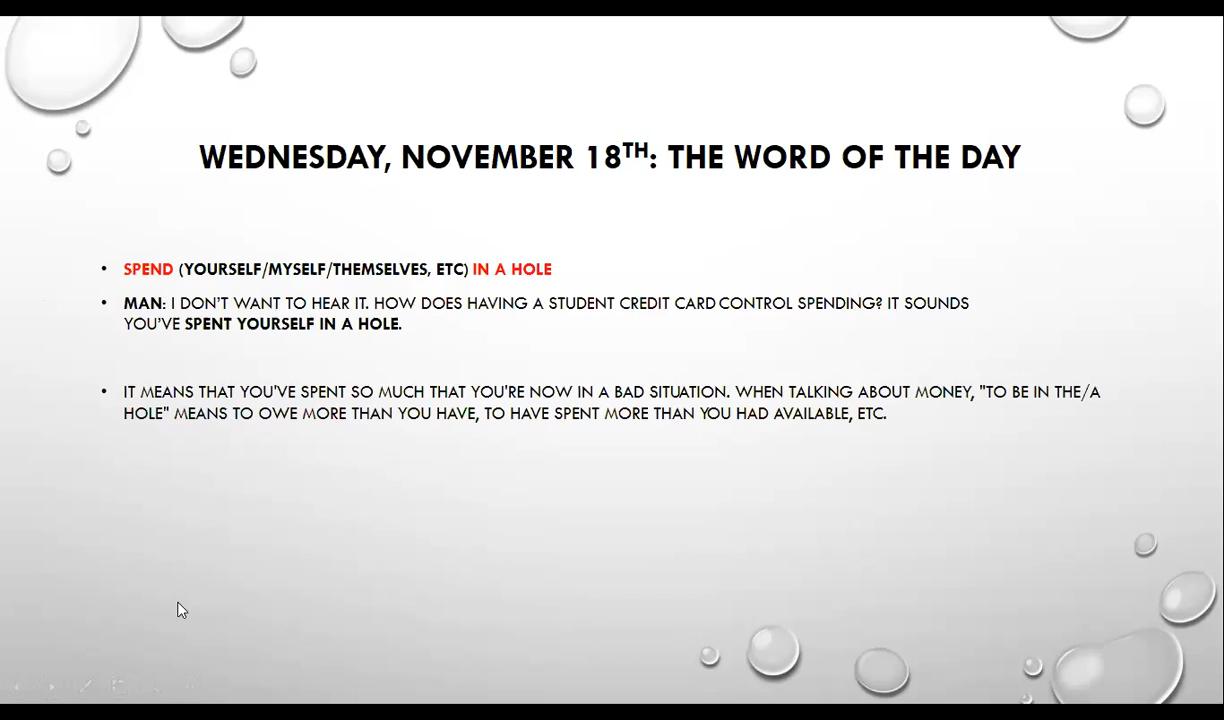 WEDNESDAY, NOVEMBER 18TH: THE WORD OF THE DAY
• SPEND (YOURSELF/MYSELF/THEMSELVES, ETC) IN A HOLE
• MAN: I DON'T WANT TO HEAR IT. HOW DOES HAVING A STUDENT CREDIT CARD CONTROL SPENDING? IT SOUNDS
YOU'VE SPENT YOURSELF IN A HOLE.
• IT MEANS THAT YOU'VE SPENT SO MUCH THAT YOU'RE NOW IN A BAD SITUATION. WHEN TALKING ABOUT MONEY, "TO BE IN THE/A
HOLE" MEANS TO OWE MORE THAN YOU HAVE, TO HAVE SPENT MORE THAN YOU HAD AVAILABLE, ETC.